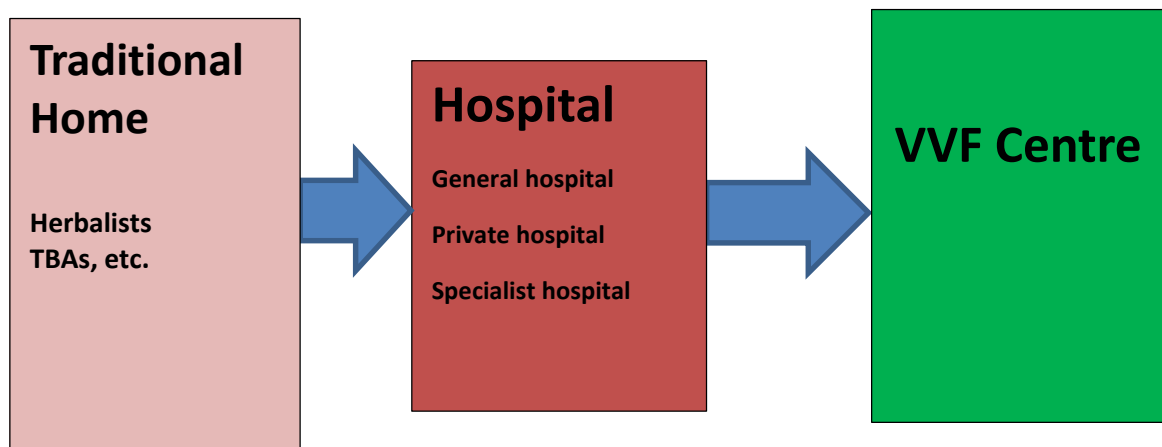 Traditional
Home
Herbalists
TBAs, etc.
Hospital
General hospital
Private hospital
Specialist hospital
VVF Centre